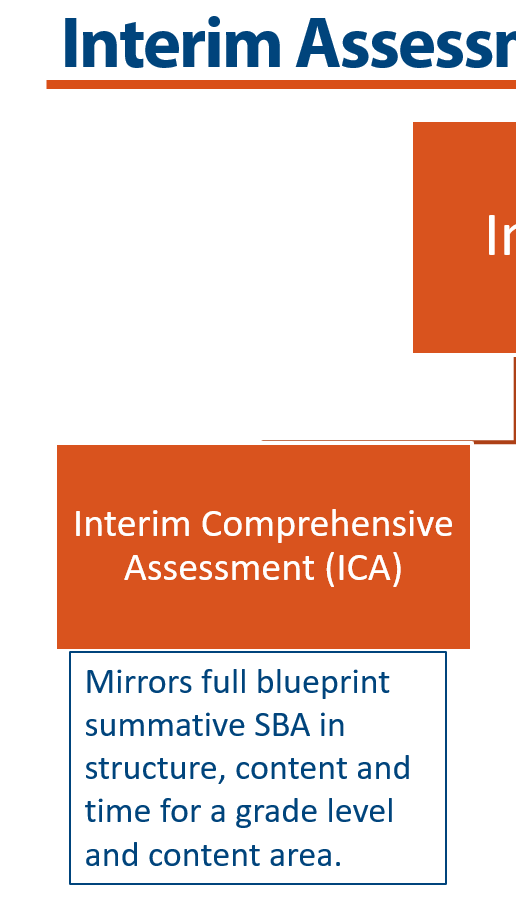 Interim
Interim Comprehensive
Assessment (ICA)
Mirrors full blueprint
summative SBA in
structure, content and
time for a grade level
and content area.